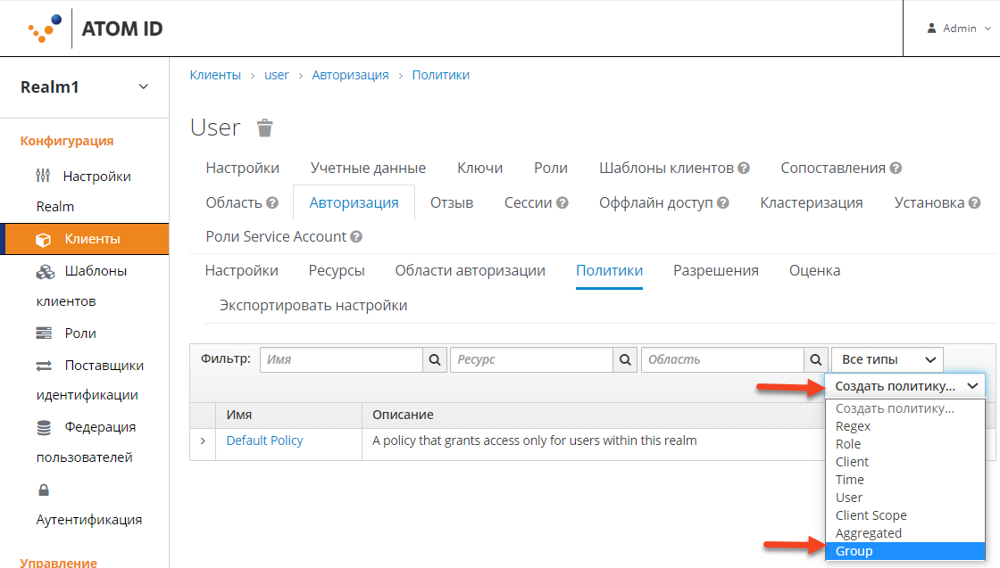 ATOM ID
Admin
Realm1
Клиенты > user > Авторизация > Политики
User
Конфигурация
Настройки
Realm
Клиенты
Шаблоны
клиентов
Роли
Поставщики
идентификации
Федерация
пользователей
Аутентификация
Управление
Настройки Учетные данные Ключи Роли Шаблоны клиентов Сопоставления
Область Авторизация Отзыв Сессии Оффлайн доступ Кластеризация Установка
Роли Service Account
Настройки Ресурсы Области авторизации Политики Разрешения Оценка
Экспортировать настройки
Фильтр: Имя Ресурс Область Все типы
Создать политику...
Имя Описание
Default Policy A policy that grants access only for users within this realm
Создать политику...
Regex
Role
Client
Time
User
Client Scope
Aggregated
Group